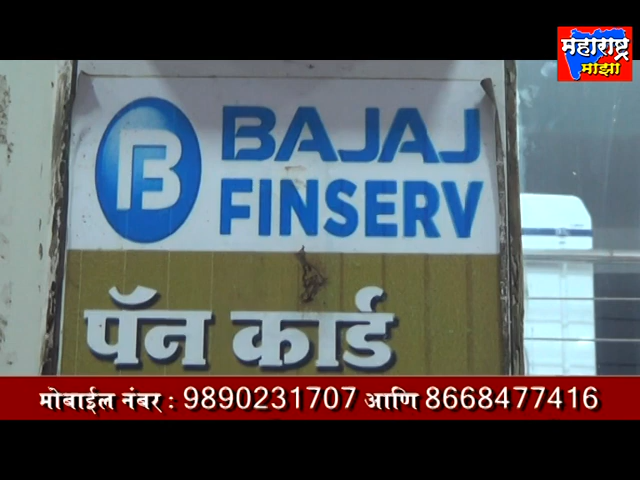 महाराष्ट्र
माझा
BAJAJ
FINSERV
पॅन कार्ड
मोबाईल नंबर : 9890231707 आणि 8668477416